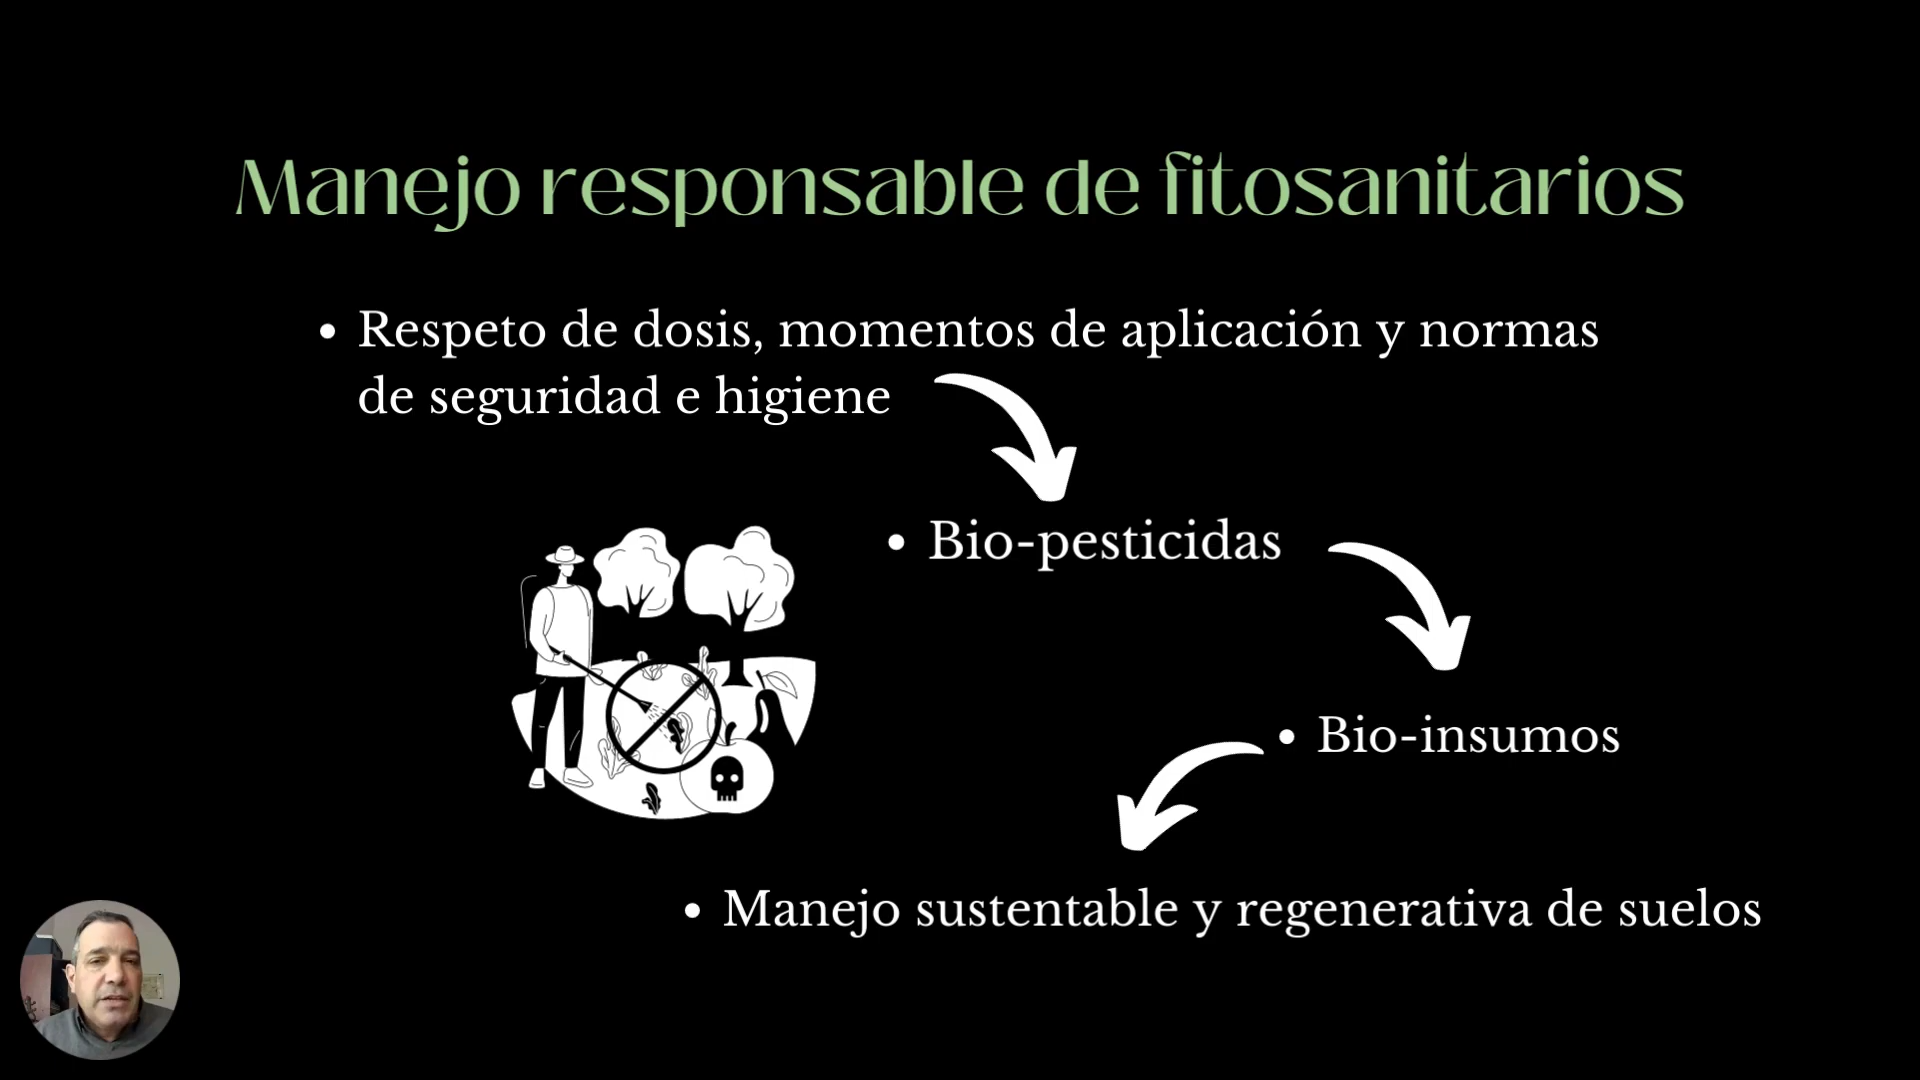 Manejo responsable de fitosanitarios
• Respeto de dosis, momentos de aplicación y normas
de seguridad e higiene
• Bio-pesticidas
• Bio-insumos
• Manejo sustentable y regenerativa de suelos